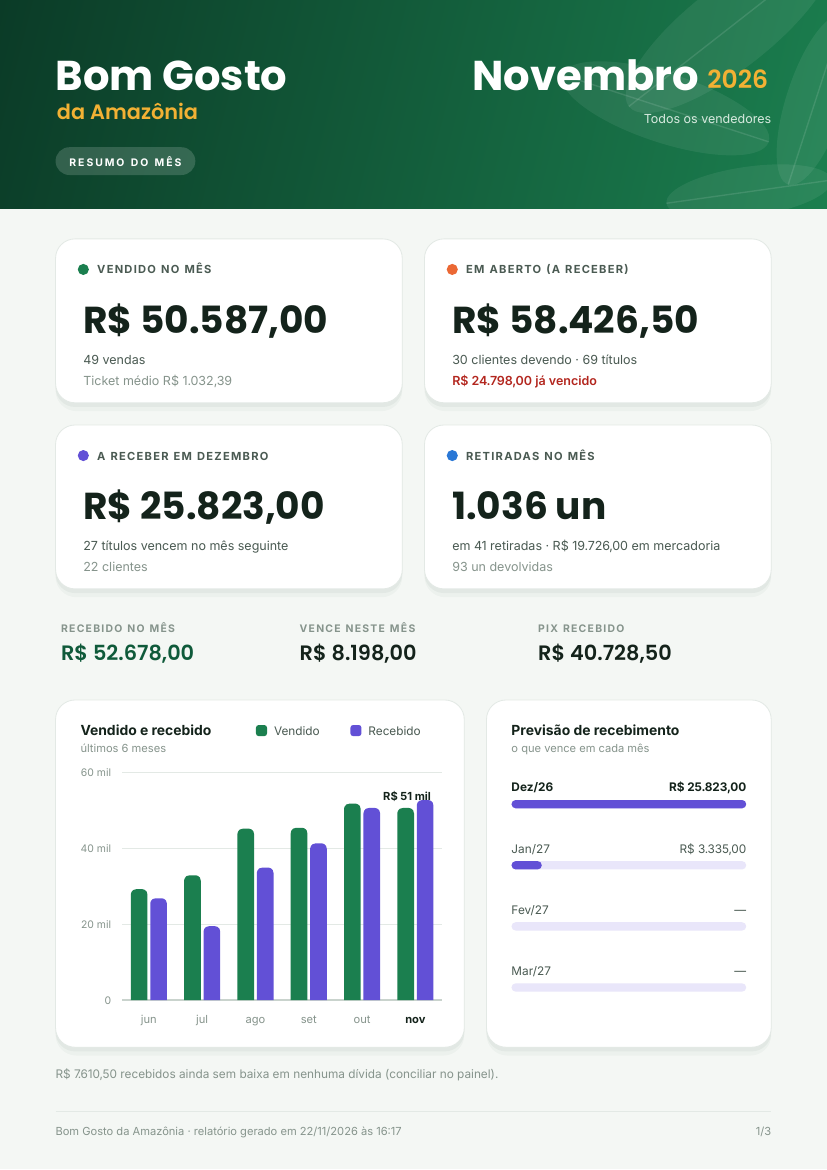 Bom Gosto
da Amazônia
RESUMO DO MÊS
Novembro 2026
Todos os vendedores
VENDIDO NO MÊS
R$ 50.587,00
49 vendas
Ticket médio R$ 1.032,39
EM ABERTO (A RECEBER)
R$ 58.426,50
30 clientes devendo · 69 títulos
R$ 24.798,00 já vencido
A RECEBER EM DEZEMBRO
R$ 25.823,00
27 títulos vencem no mês seguinte
22 clientes
RETIRADAS NO MÊS
1.036 un
em 41 retiradas · R$ 19.726,00 em mercadoria
93 un devolvidas
RECEBIDO NO MÊS
R$ 52.678,00
VENCE NESTE MÊS
R$ 8.198,00
PIX RECEBIDO
R$ 40.728,50
Vendido e recebido
últimos 6 meses
Vendido
Recebido
60 mil
R$ 51 mil
40 mil
20 mil
0
jun jul ago set out nov
Previsão de recebimento
o que vence em cada mês
Dez/26 R$ 25.823,00
Jan/27 R$ 3.335,00
Fev/27 —
Mar/27 —
R$ 7.610,50 recebidos ainda sem baixa em nenhuma dívida (conciliar no painel).
Bom Gosto da Amazônia · relatório gerado em 22/11/2026 às 16:17
1/3